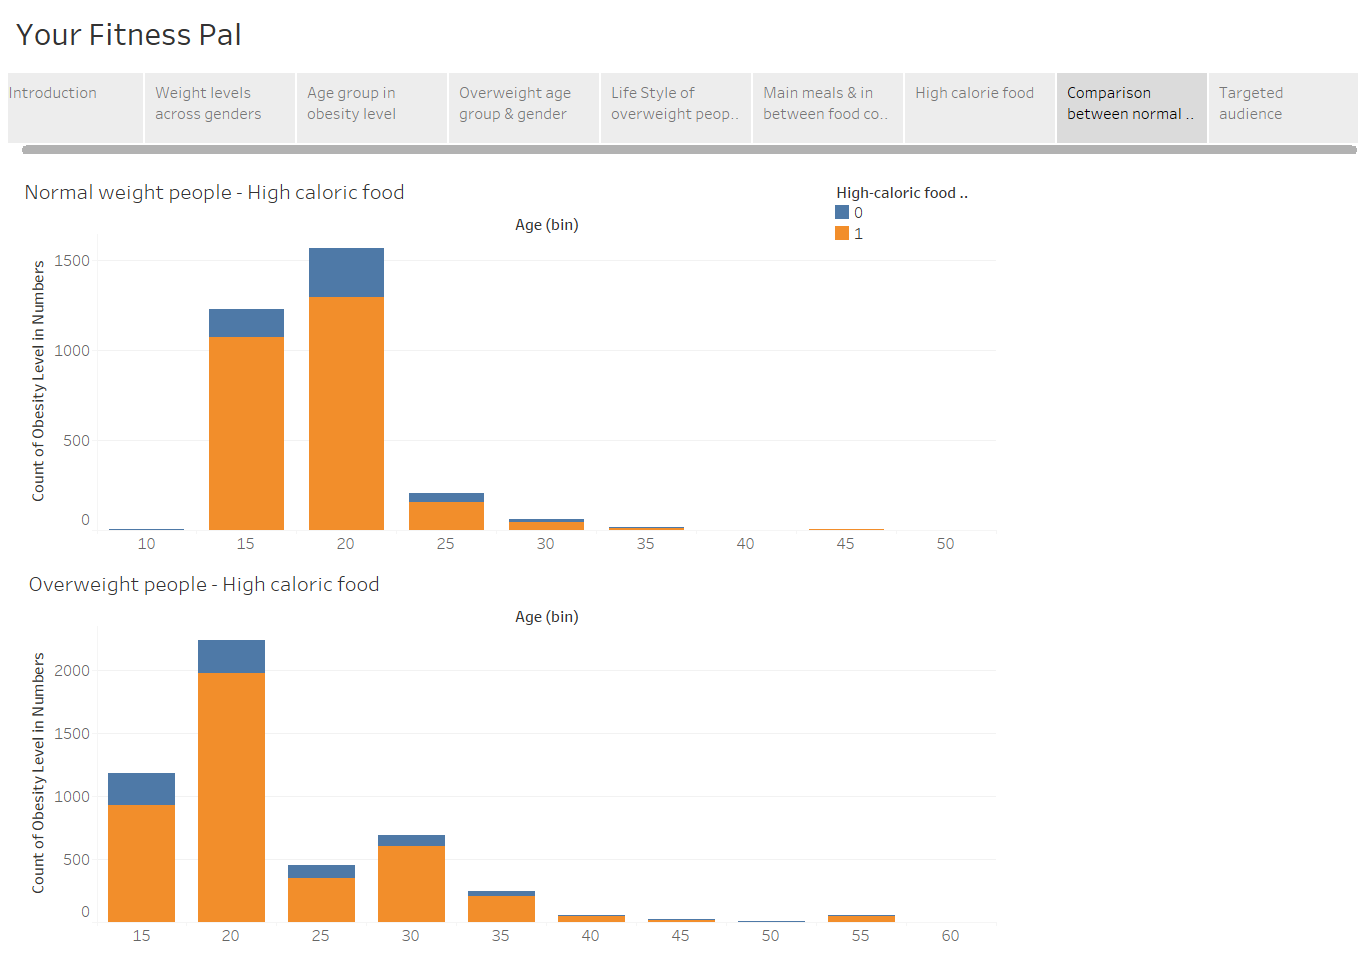 Your Fitness Pal
Introduction
Weight levels
across genders
Age group in
obesity level
Overweight age
group & gender
Life Style of
overweight peop..
Main meals & in
between food co..
High calorie food
Comparison
between normal ..
Targeted
audience
Normal weight people - High caloric food
High-caloric food ..
0
1
Age (bin)
Count of Obesity Level in Numbers
1500
1000
500
0
10 15 20 25 30 35 40 45 50
Overweight people - High caloric food
Age (bin)
Count of Obesity Level in Numbers
2000
1500
1000
500
0
15 20 25 30 35 40 45 50 55 60